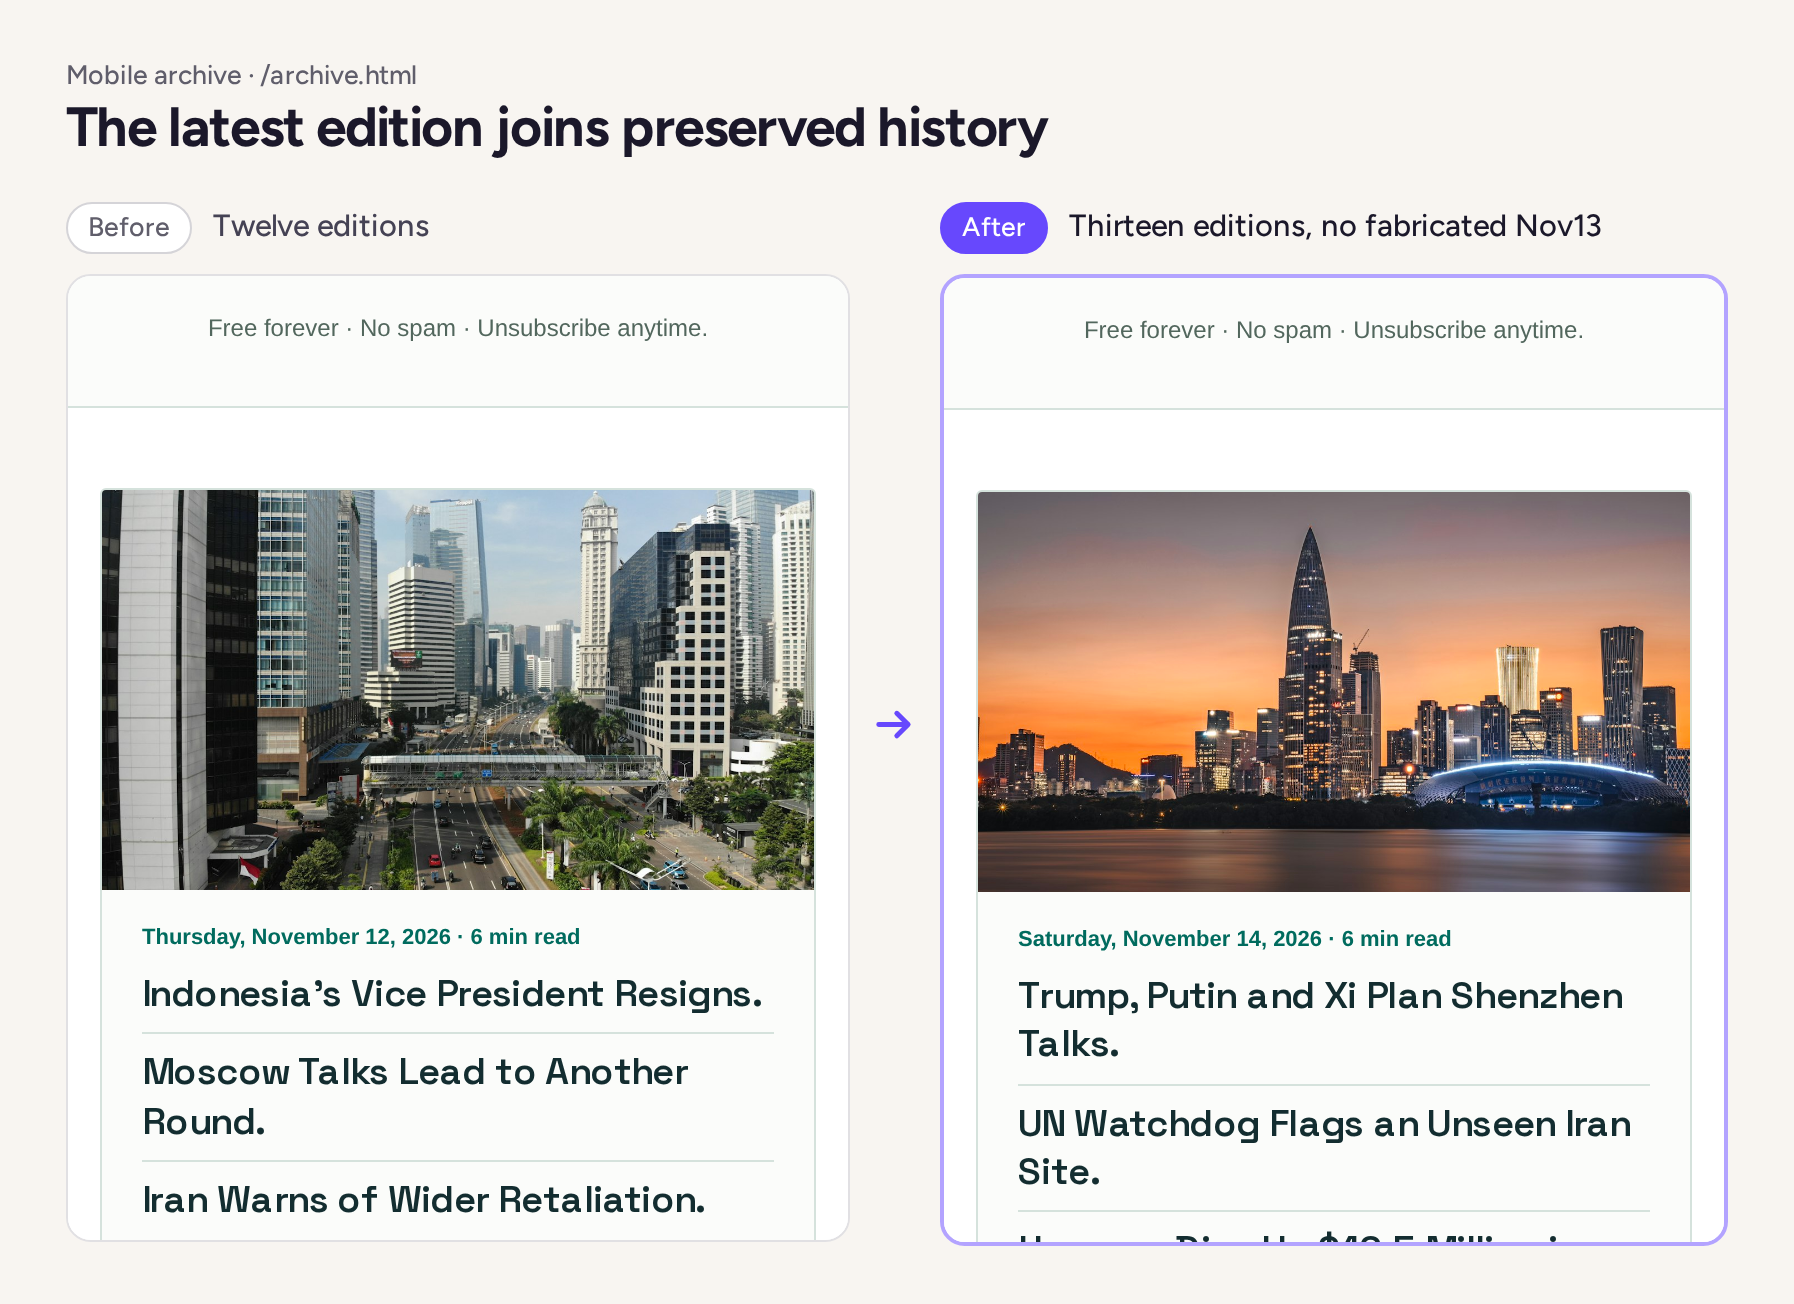 Mobile archive · /archive.html
The latest edition joins preserved history
Before
Twelve editions
Free forever · No spam · Unsubscribe anytime.
Thursday, November 12, 2026 · 6 min read
Indonesia’s Vice President Resigns.
Moscow Talks Lead to Another
Round.
Iran Warns of Wider Retaliation.
After
Thirteen editions, no fabricated Nov13
Free forever · No spam · Unsubscribe anytime.
Saturday, November 14, 2026 · 6 min read
Trump, Putin and Xi Plan Shenzhen
Talks.
UN Watchdog Flags an Unseen Iran
Site.